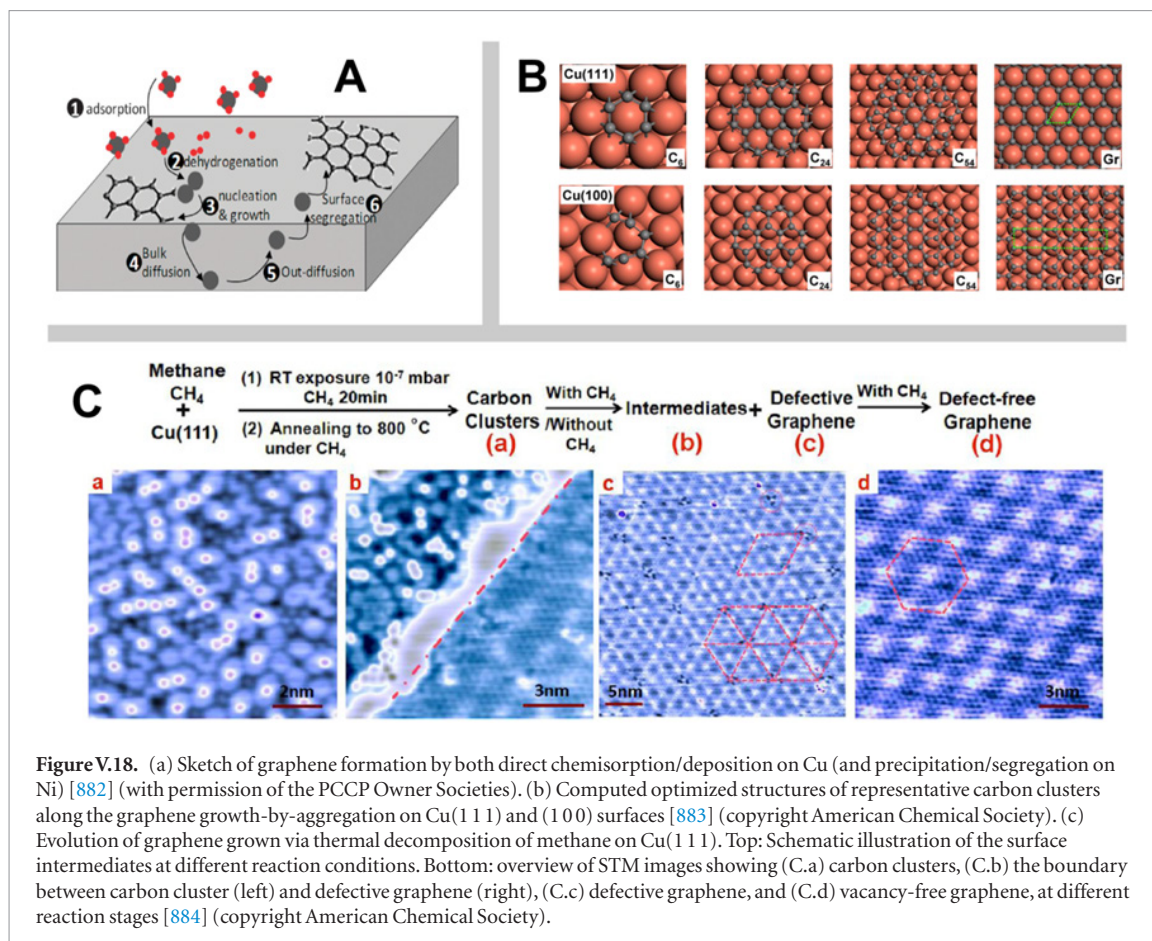 A
1 adsorption
2 dehydrogenation
3 nucleation
& growth
4 Bulk
diffusion
5 Out-diffusion
Surface 6
segregation
B
Cu(111)
C6
C24
C54
Gr
Cu(100)
C6
C24
C54
Gr
C
Methane
CH4
+
Cu(111)
(1) RT exposure 10-7 mbar
CH4 20min
(2) Annealing to 800 °C
under CH4
Carbon
Clusters
(a)
With CH4
/Without
CH4
Intermediates +
(b)
Defective
Graphene
(c)
With CH4
Defect-free
Graphene
(d)
a
2nm
b
3nm
c
5nm
d
3nm
Figure V.18. (a) Sketch of graphene formation by both direct chemisorption/deposition on Cu (and precipitation/segregation on
Ni) [882] (with permission of the PCCP Owner Societies). (b) Computed optimized structures of representative carbon clusters
along the graphene growth-by-aggregation on Cu(1 1 1) and (1 0 0) surfaces [883] (copyright American Chemical Society). (c)
Evolution of graphene grown via thermal decomposition of methane on Cu(1 1 1). Top: Schematic illustration of the surface
intermediates at different reaction conditions. Bottom: overview of STM images showing (C.a) carbon clusters, (C.b) the boundary
between carbon cluster (left) and defective graphene (right), (C.c) defective graphene, and (C.d) vacancy-free graphene, at different
reaction stages [884] (copyright American Chemical Society).